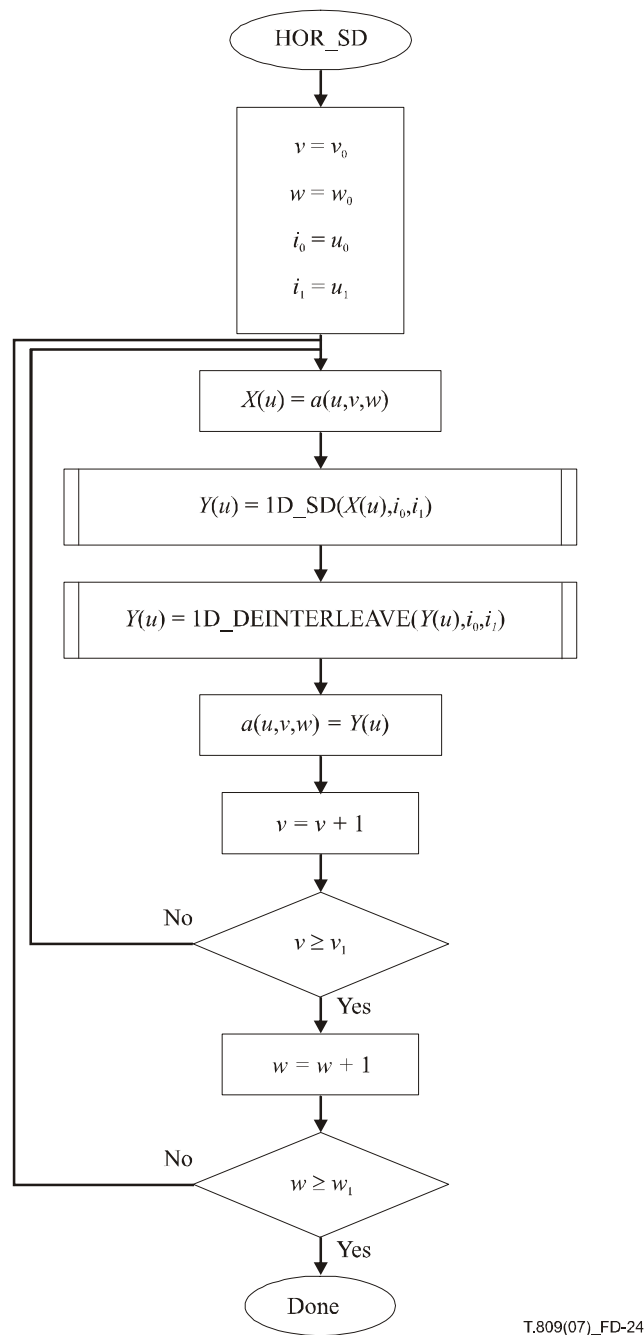 HOR_SD
v = v₀
w = w₀
i₀ = u₀
i₁ = u₁
X(u) = a(u,v,w)
Y(u) = 1D_SD(X(u),i₀,i₁)
Y(u) = 1D_DEINTERLEAVE(Y(u),i₀,i₁)
a(u,v,w) = Y(u)
v = v + 1
No
v ≥ v₁
Yes
w = w + 1
No
w ≥ w₁
Yes
Done
T.809(07)_FD-24